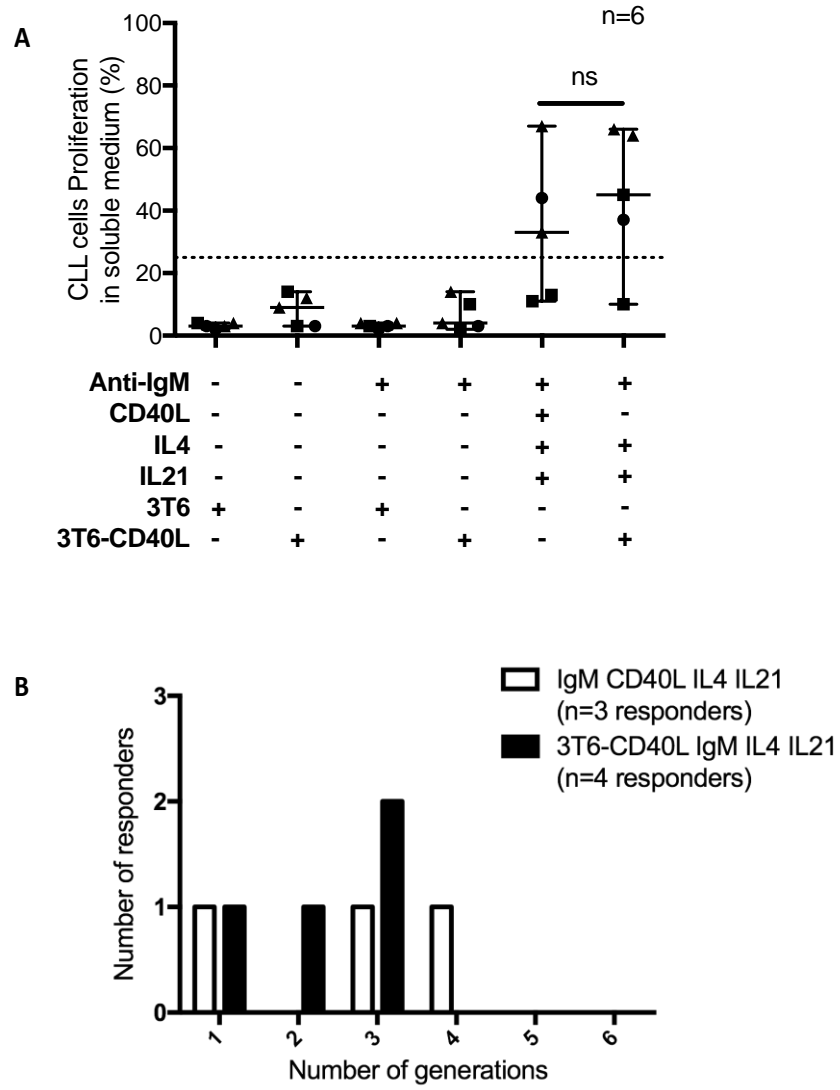 A
n=6
100
80
60
40
20
0
CLL cells Proliferation
in soluble medium (%)
ns
Anti-IgM - - + + + +
CD40L - - - - + -
IL4 - - - - + +
IL21 - - - - + +
3T6 + - + - - -
3T6-CD40L - + - + - +
B
IgM CD40L IL4 IL21
(n=3 responders)
3T6-CD40L IgM IL4 IL21
(n=4 responders)
3
2
1
0
Number of responders
1 2 3 4 5 6
Number of generations